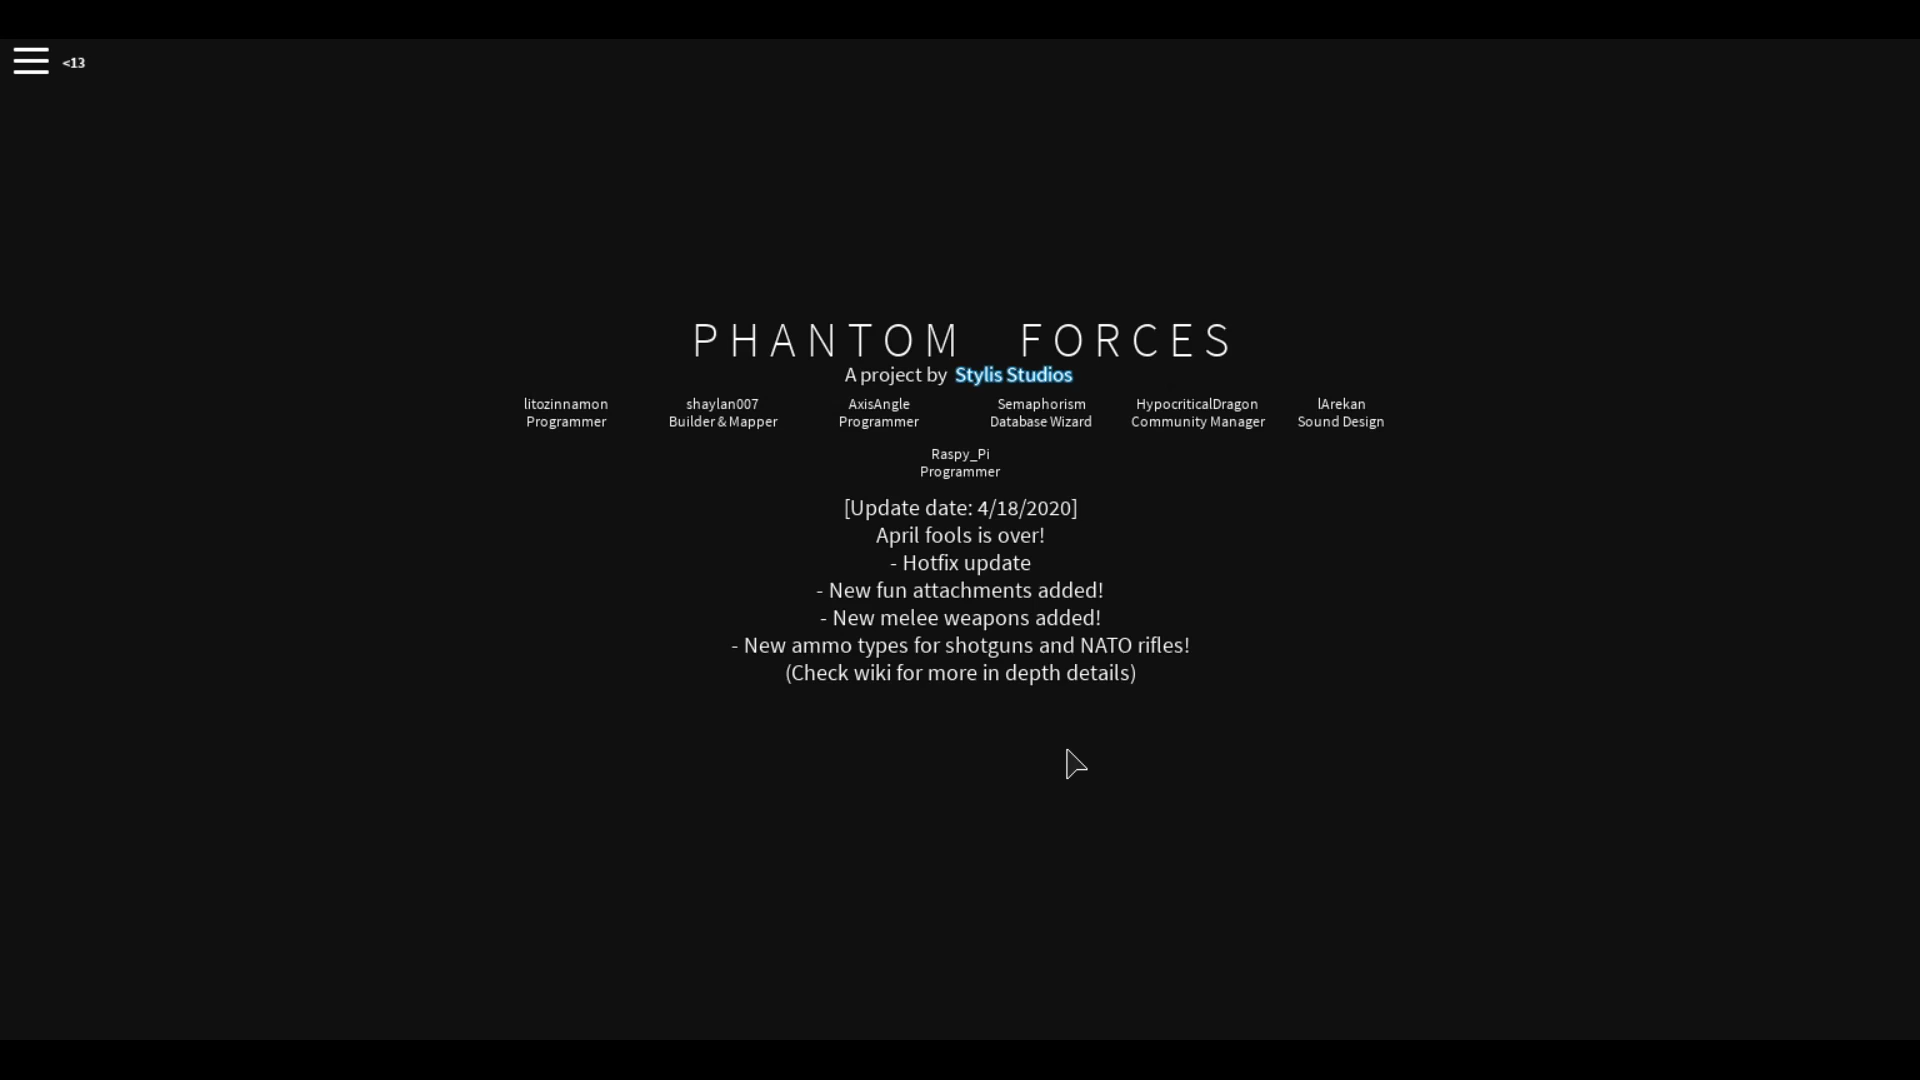 <13
PHANTOM FORCES
A project by Stylis Studios
litozinnamon shaylan007 AxisAngle Semaphorism HypocriticalDragon lArekan
Programmer Builder & Mapper Programmer Database Wizard Community Manager Sound Design
Raspy_Pi
Programmer
[Update date: 4/18/2020]
April fools is over!
- Hotfix update
- New fun attachments added!
- New melee weapons added!
- New ammo types for shotguns and NATO rifles!
(Check wiki for more in depth details)